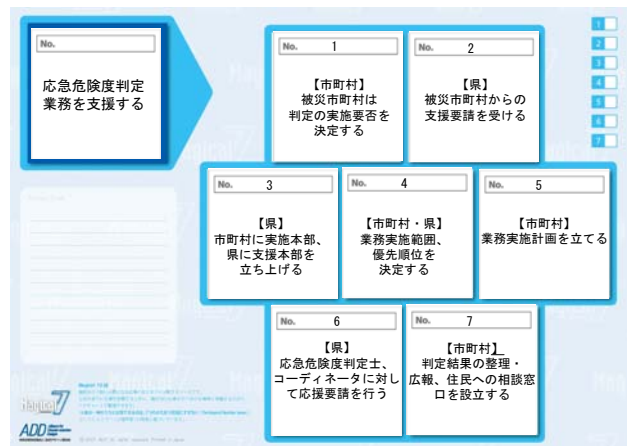 No.
応急危険度判定
業務を支援する
No. 1
【市町村】
被災市町村は
判定の実施要否を
決定する
No. 2
【県】
被災市町村からの
支援要請を受ける
No. 3
【県】
市町村に実施本部、
県に支援本部を
立ち上げる
No. 4
【市町村・県】
業務実施範囲、
優先順位を
決定する
No. 5
【市町村】
業務実施計画を立てる
No. 6
【県】
応急危険度判定士、
コーディネータに対し
て応援要請を行う
No. 7
【市町村】
判定結果の整理・
広報、住民への相談窓
口を設立する
1
2
3
4
5
6
7
Magical 7
ADD